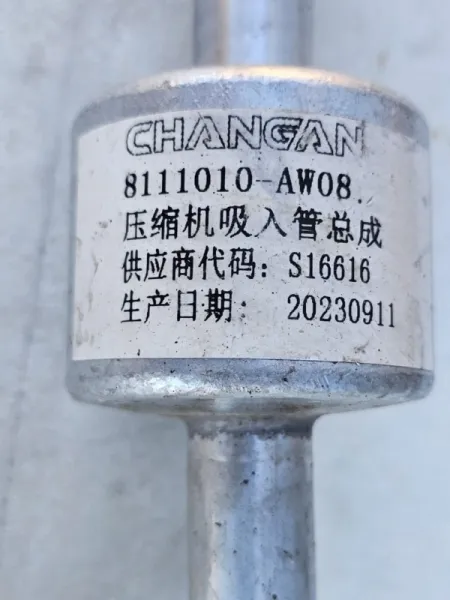 CHANGAN
8111010-AW08
压缩机吸入管总成
供应商代码: S16616
生产日期: 20230911